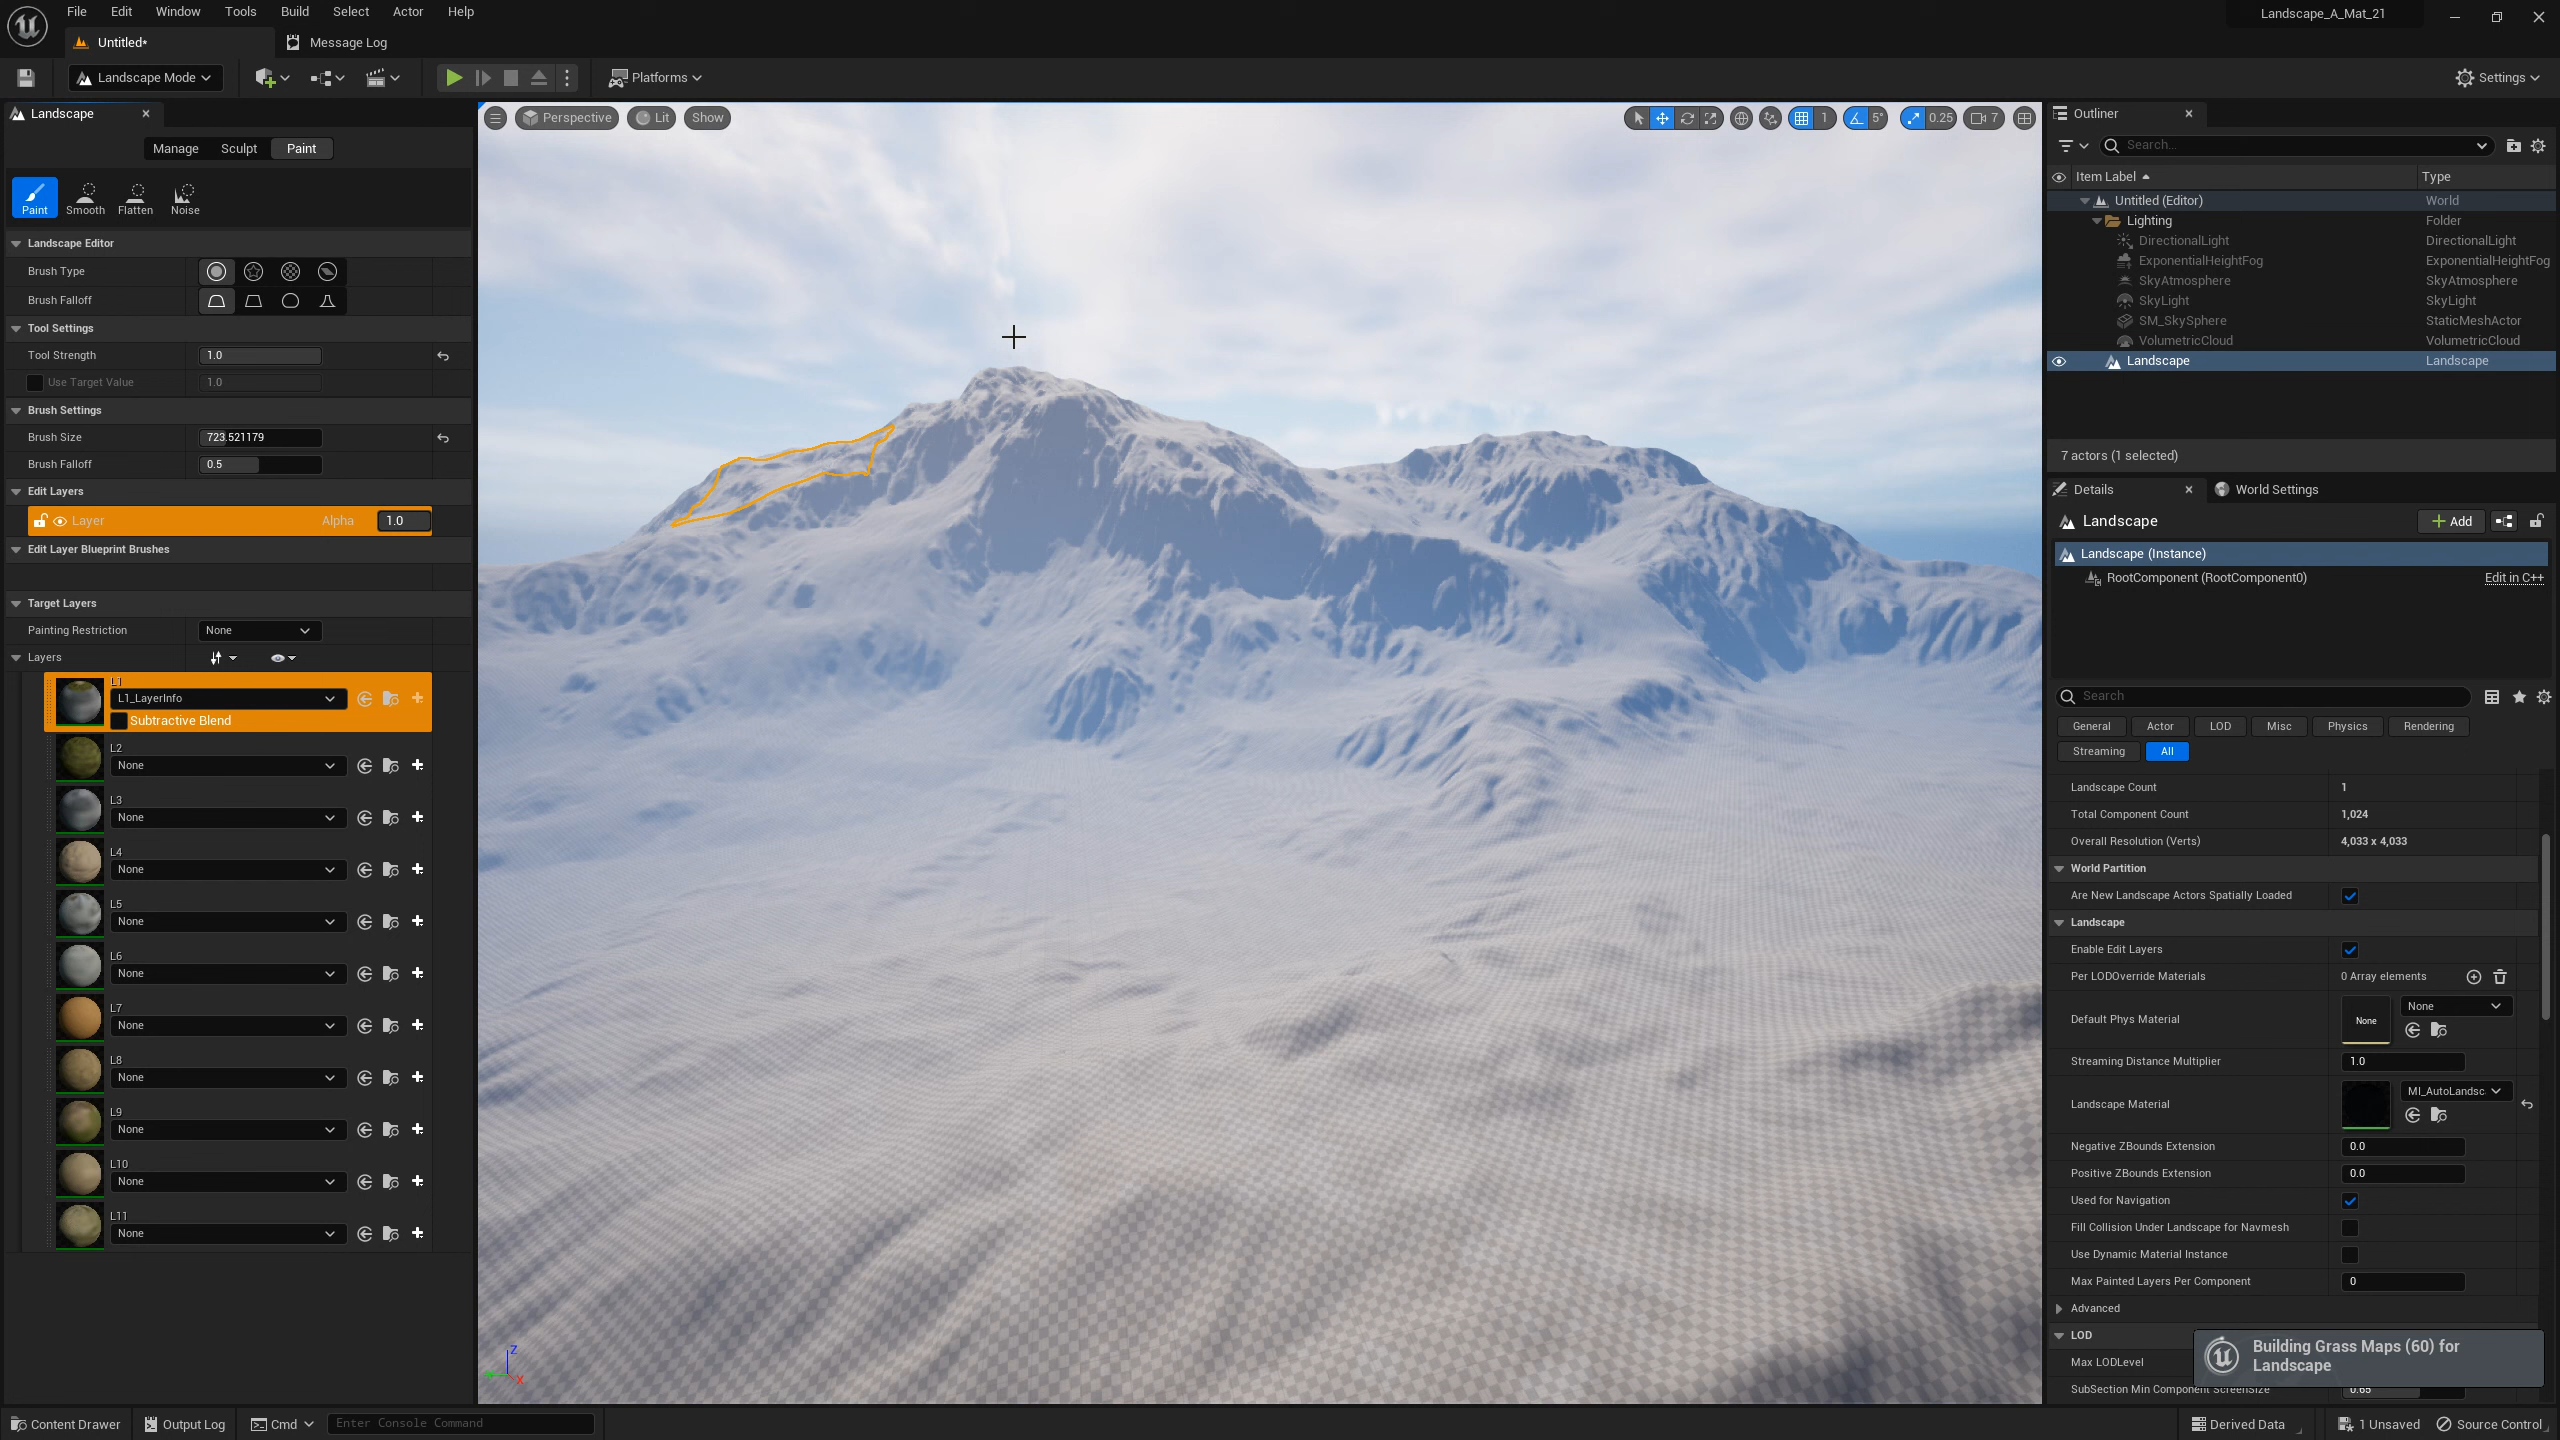 File Edit Window Tools Build Select Actor Help
Landscape_A_Mat_21
Untitled* Message Log
Landscape Mode Platforms Settings
Landscape
Manage Sculpt Paint
Paint Smooth Flatten Noise
Landscape Editor
Brush Type
Brush Falloff
Tool Settings
Tool Strength 1.0
Use Target Value 1.0
Brush Settings
Brush Size 723.521179
Brush Falloff 0.5
Edit Layers
Layer Alpha 1.0
Edit Layer Blueprint Brushes
Target Layers
Painting Restriction None
Layers
L1
L1_LayerInfo
Subtractive Blend
L2
None
L3
None
L4
None
L5
None
L6
None
L7
None
L8
None
L9
None
L10
None
L11
None
Perspective Lit Show
1 5° 0.25 7
Z
X
Outliner
Search...
Item Label Type
Untitled (Editor) World
Lighting Folder
DirectionalLight DirectionalLight
ExponentialHeightFog ExponentialHeightFog
SkyAtmosphere SkyAtmosphere
SkyLight SkyLight
SM_SkySphere StaticMeshActor
VolumetricCloud VolumetricCloud
Landscape Landscape
7 actors (1 selected)
Details World Settings
Landscape Add
Landscape (Instance)
RootComponent (RootComponent0) Edit in C++
Search
General Actor LOD Misc Physics Rendering
Streaming All
Landscape Count 1
Total Component Count 1,024
Overall Resolution (Verts) 4,033 x 4,033
World Partition
Are New Landscape Actors Spatially Loaded
Landscape
Enable Edit Layers
Per LODOverride Materials 0 Array elements
None
Default Phys Material None
Streaming Distance Multiplier 1.0
MI_AutoLandsc
Landscape Material
Negative ZBounds Extension 0.0
Positive ZBounds Extension 0.0
Used for Navigation
Fill Collision Under Landscape for Navmesh
Use Dynamic Material Instance
Max Painted Layers Per Component 0
Advanced
LOD
Max LODLevel
SubSection Min Component ScreenSize 0.65
Building Grass Maps (60) for
Landscape
Content Drawer Output Log Cmd Enter Console Command
Derived Data 1 Unsaved Source Control